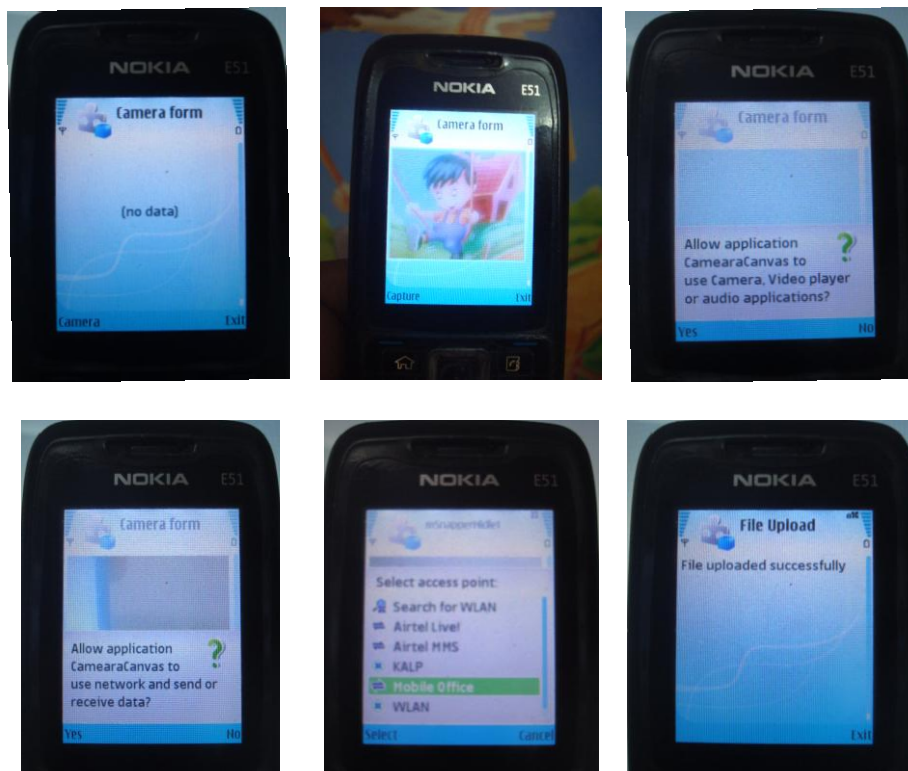 NOKIA E51
Camera form
(no data)
Camera Exit
NOKIA E51
Camera form
Capture Exit
NOKIA E51
Camera form
Allow application
CamearaCanvas to
use Camera, Video player
or audio applications?
Yes No
NOKIA E51
Camera form
Allow application
CamearaCanvas to
use network and send or
receive data?
Yes No
NOKIA E51
mSnapperMidlet
Select access point:
Search for WLAN
Airtel Live!
Airtel MMS
KALP
Mobile Office
WLAN
Select Cancel
NOKIA E51
File Upload
File uploaded successfully
Exit